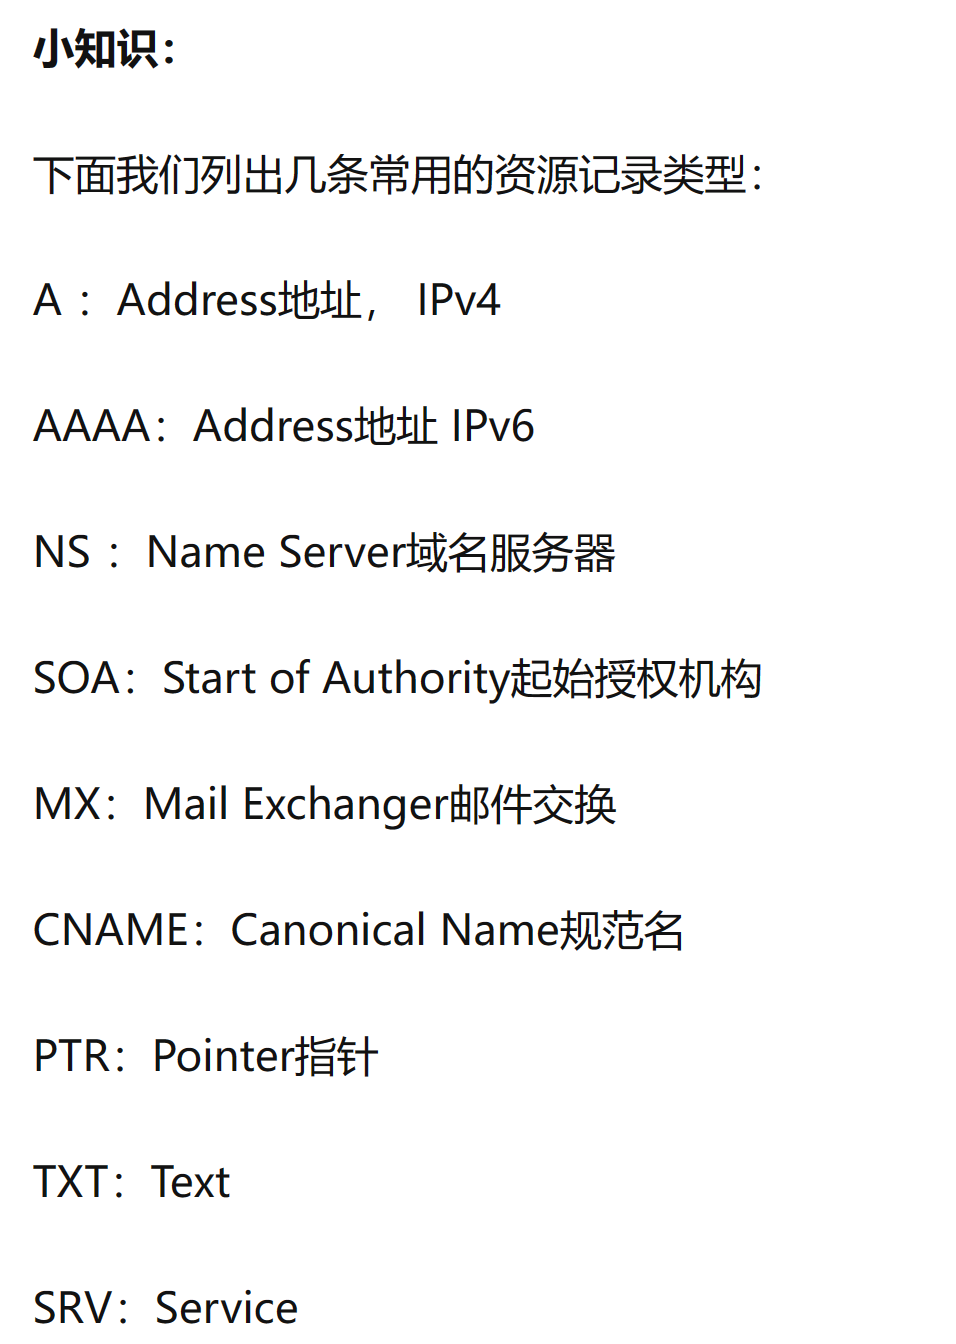 小知识：
下面我们列出几条常用的资源记录类型：
A ：Address地址， IPv4
AAAA：Address地址 IPv6
NS ：Name Server域名服务器
SOA：Start of Authority起始授权机构
MX：Mail Exchanger邮件交换
CNAME：Canonical Name规范名
PTR：Pointer指针
TXT：Text
SRV：Service